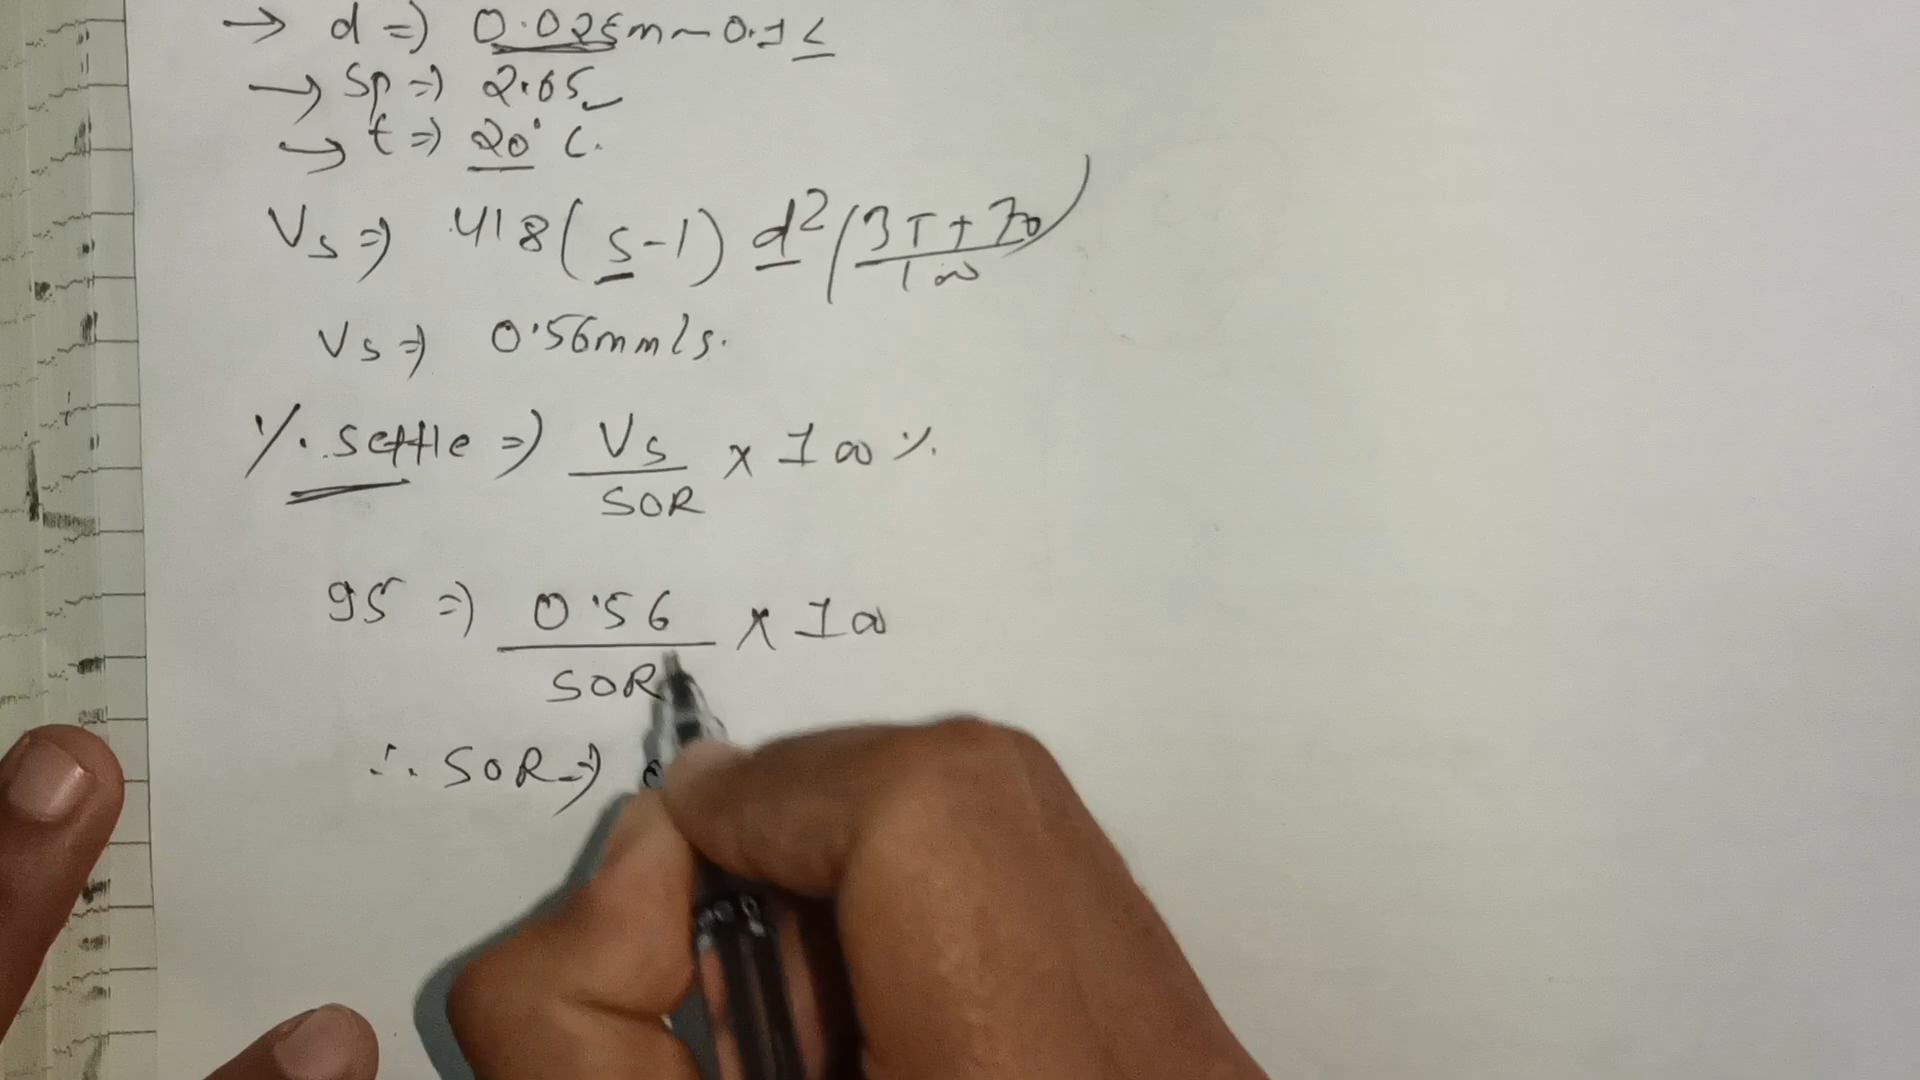 → d ⇒ 0.025mm 0.1 <
→ Sp ⇒ 2.65
→ t ⇒ 20°C.
Vs ⇒ 418(s-1) d²(3T+70/100)
Vs ⇒ 0.56mm/s.
%. settle ⇒ Vs/SOR × 100%
95 ⇒ 0.56/SOR × 100
∴ SOR ⇒ 0